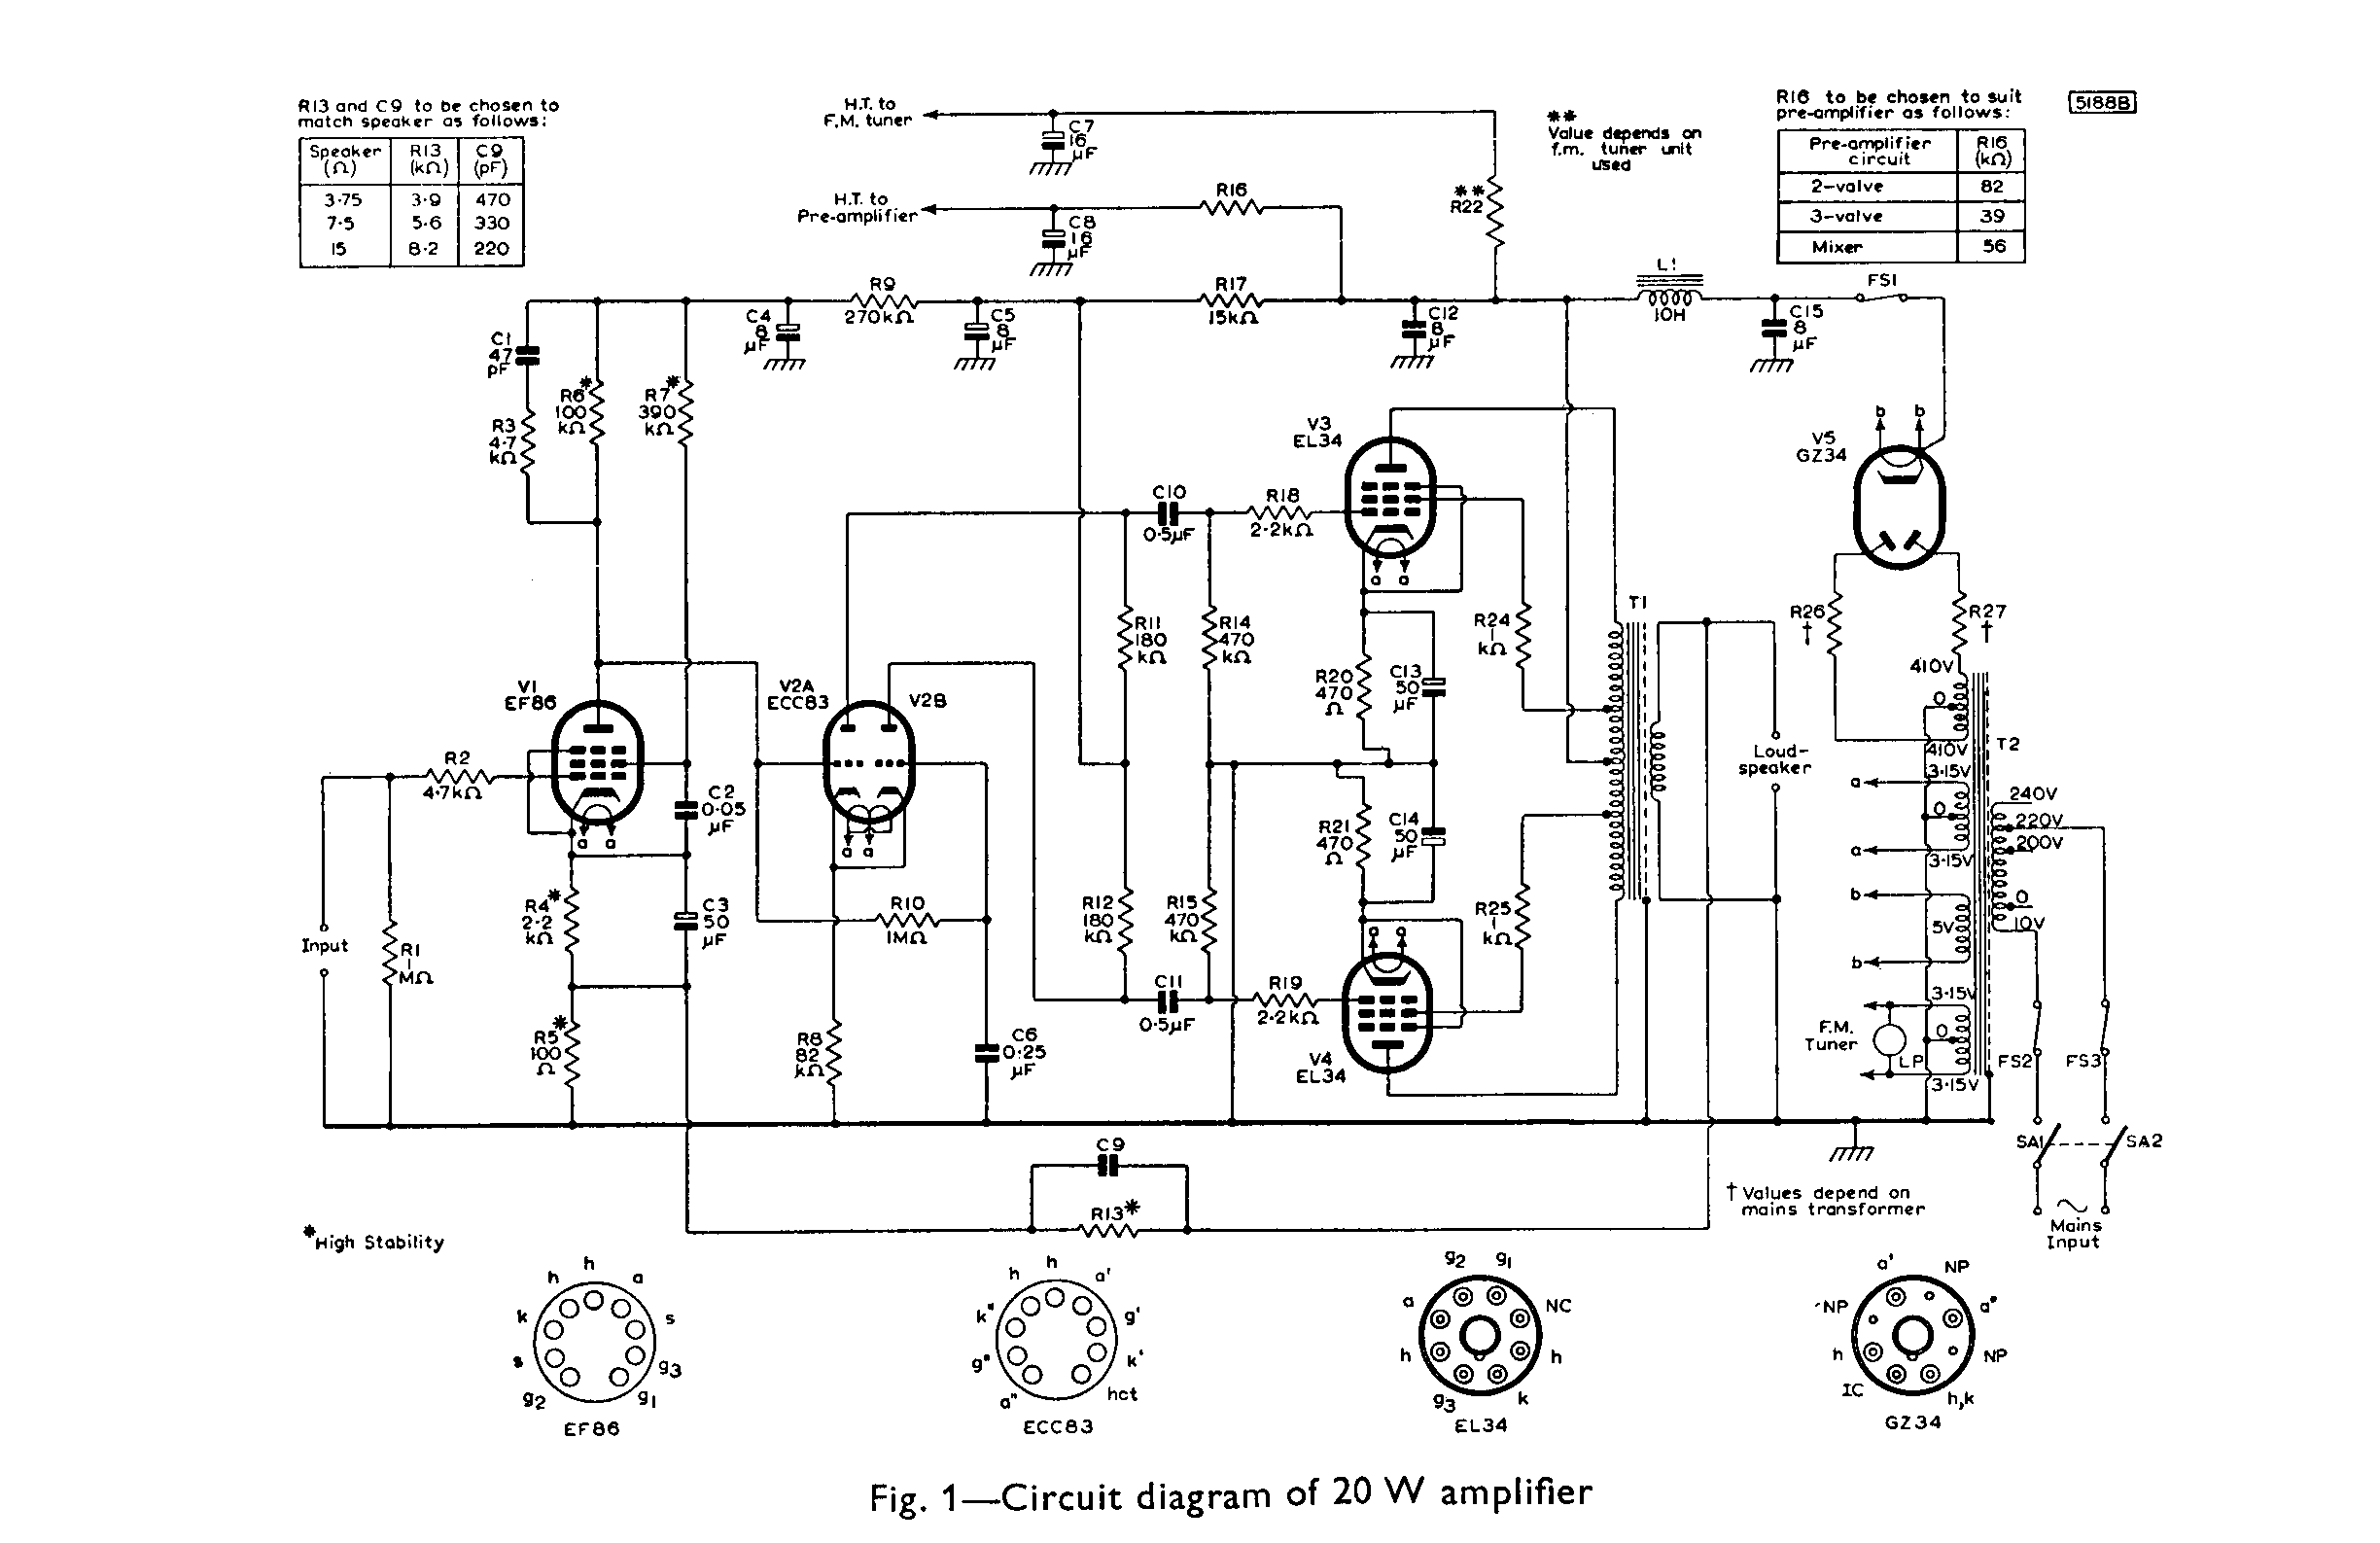 R13 and C9 to be chosen to
match speaker as follows:
Speaker (Ω) R13 (kΩ) C9 (pF)
3·75 3·9 470
7·5 5·6 330
15 8·2 220
H.T. to
F.M. tuner
C7
16
µF
H.T. to
Pre-amplifier
C8
16
µF
R16
**
R22
**
Value depends on
f.m. tuner unit
used
R16 to be chosen to suit
pre-amplifier as follows:
Pre-amplifier circuit R16 (kΩ)
2-valve 82
3-valve 39
Mixer 56
5188B
C1
47
pF
R3
4·7
kΩ
R6*
100
kΩ
R7*
390
kΩ
C4
8
µF
R9
270kΩ
C5
8
µF
R17
15kΩ
C12
8
µF
L1
10H
C15
8
µF
FS1
V3
EL34
b b
V5
GZ34
C10
0·5µF
R18
2·2kΩ
a a
R11
180
kΩ
R14
470
kΩ
R24
1
kΩ
T1
R26
†
R27
†
R20
470
Ω
C13
50
µF
V1
EF86
V2A
ECC83
V2B
R2
4·7kΩ
C2
0·05
µF
a a
a a
Loud-
speaker
410V
0
410V
T2
3·15V
a
0
a
3·15V
240V
220V
200V
0
10V
b
5V
b
R21
470
Ω
C14
50
µF
R4*
2·2
kΩ
C3
50
µF
R10
1MΩ
R12
180
kΩ
R15
470
kΩ
a a
R25
1
kΩ
Input
R1
1
MΩ
C11
0·5µF
R19
2·2kΩ
R5*
100
Ω
R8
82
kΩ
C6
0·25
µF
V4
EL34
3·15V
F.M.
Tuner
0
LP
3·15V
FS2
FS3
SA1
SA2
C9
R13*
† Values depend on
mains transformer
Mains
Input
*High Stability
h h a
k s
s g3
g2 g1
EF86
h h a'
k" g'
g" k'
a" hct
ECC83
g2 g1
a NC
h h
g3 k
EL34
a' NP
NP a"
h NP
IC h,k
GZ34
Fig. 1—Circuit diagram of 20 W amplifier